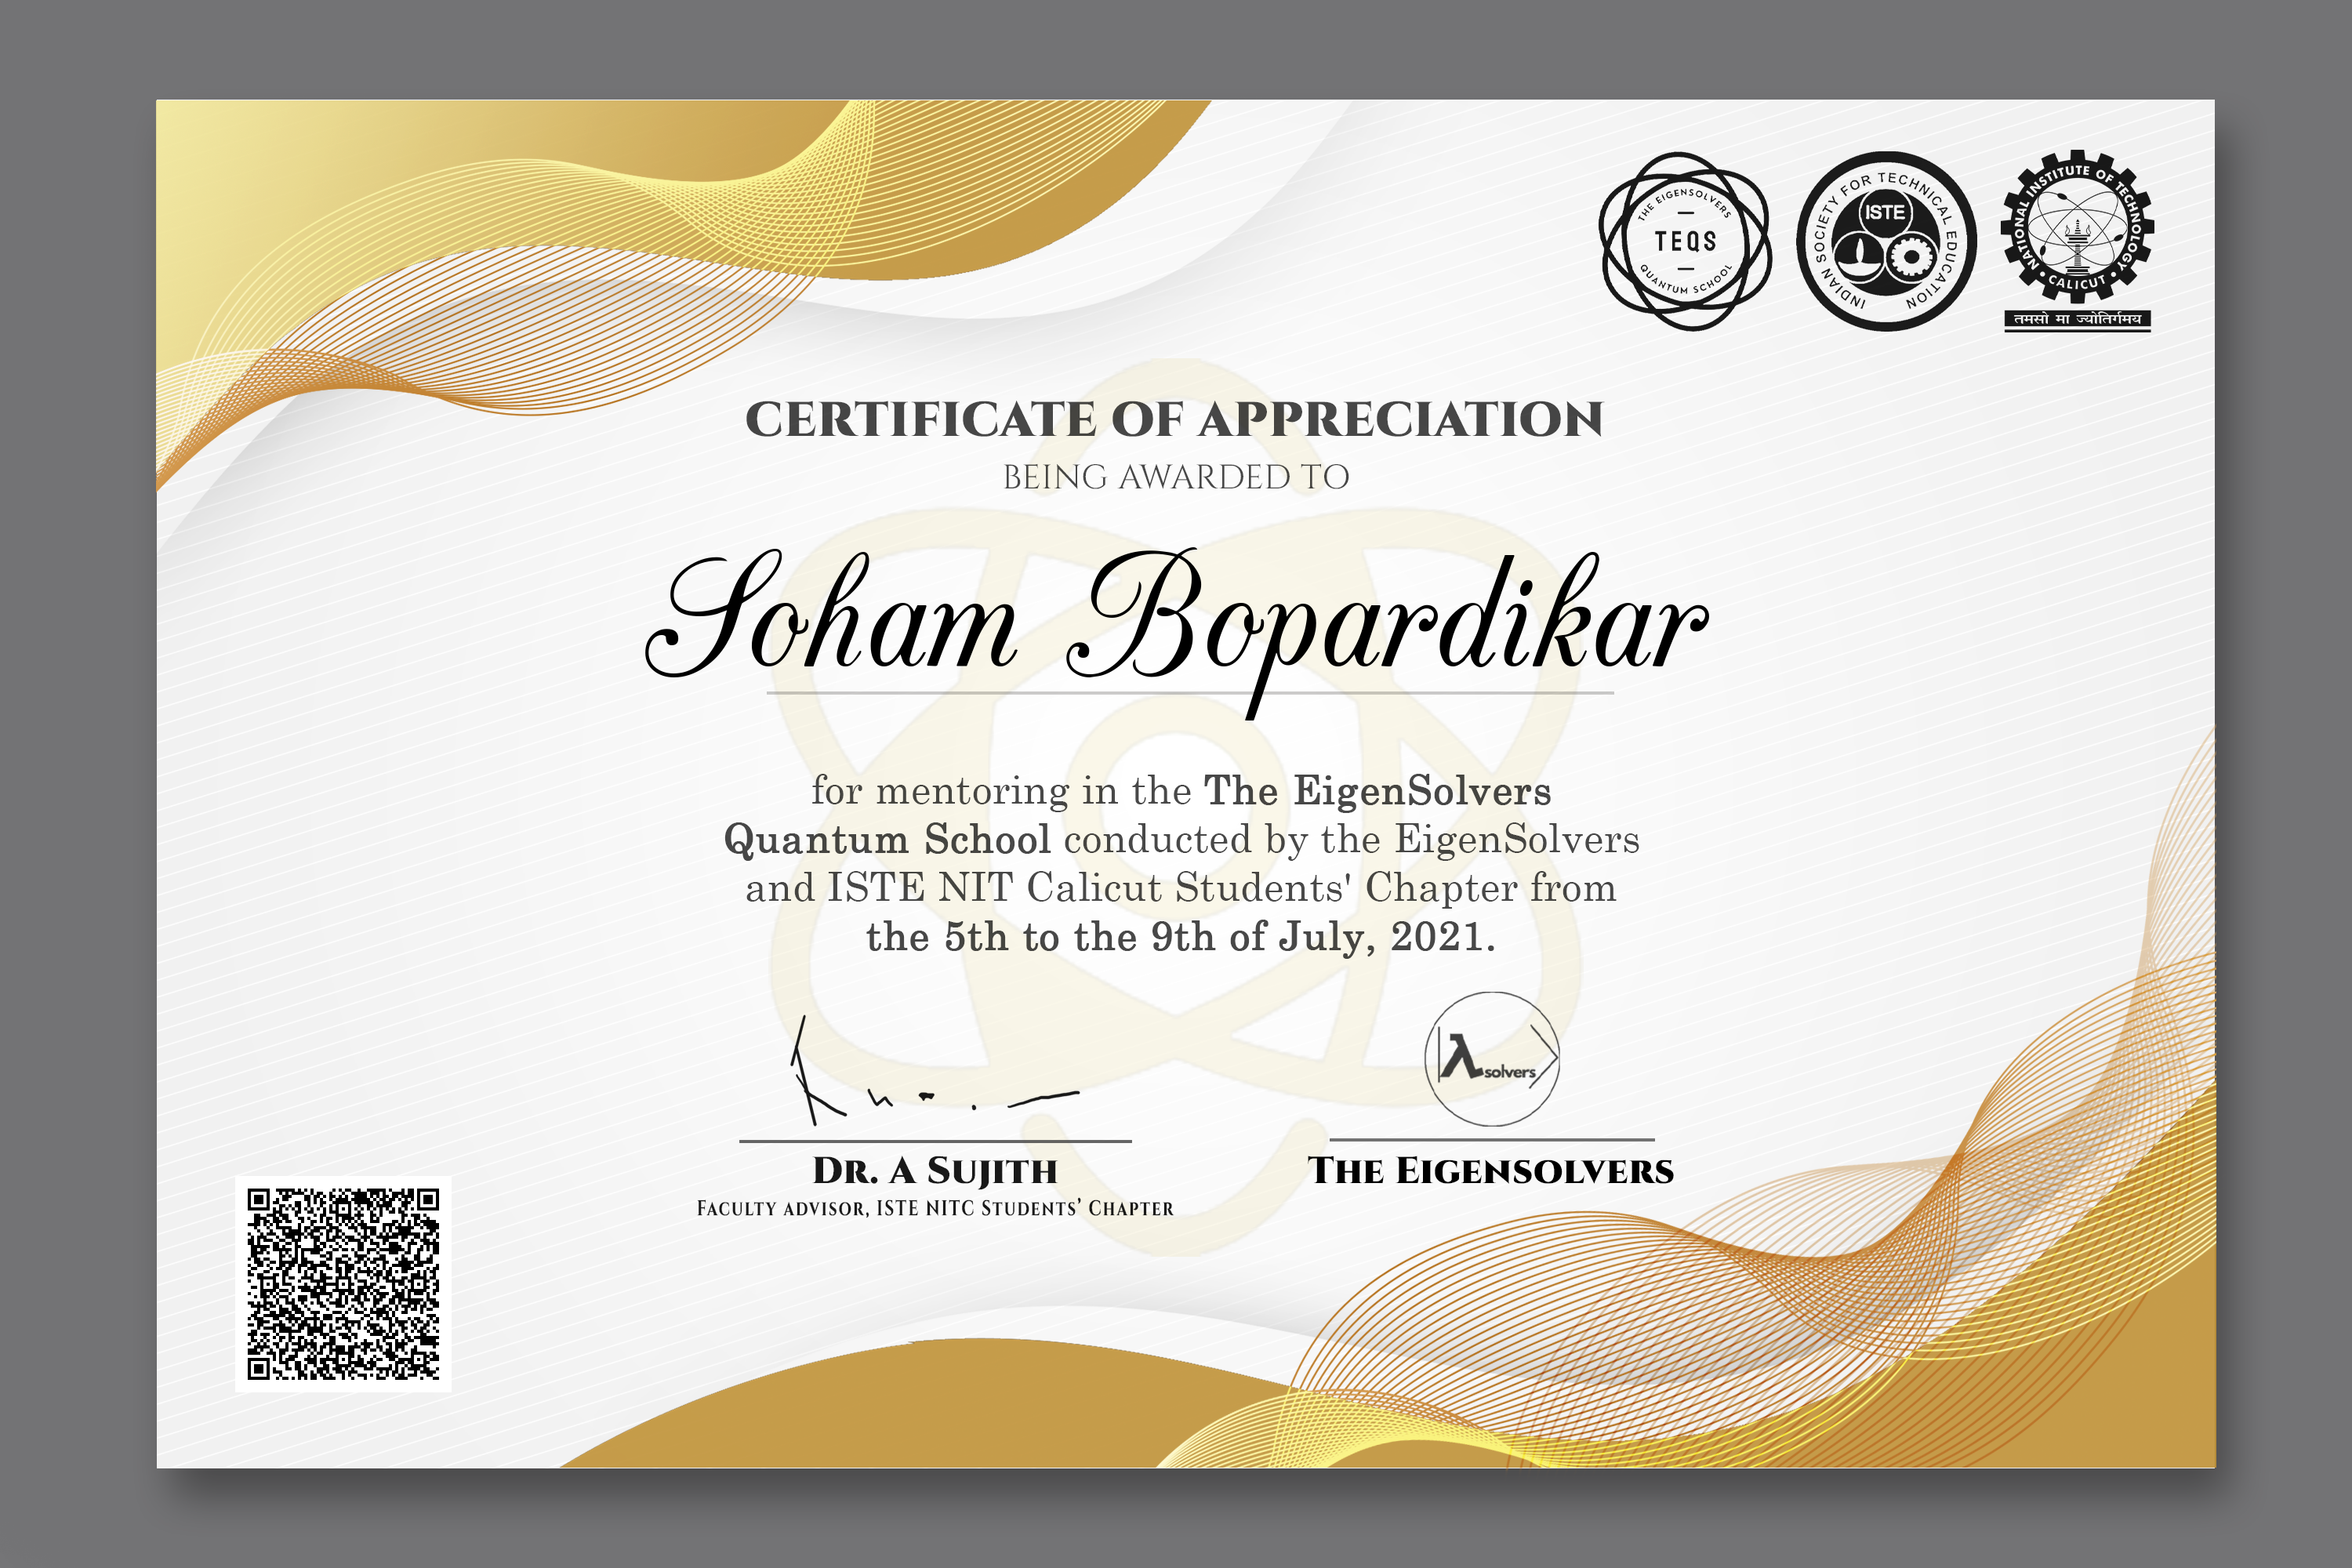 THE EIGENSOLVERS
TEQS
QUANTUM SCHOOL
INDIAN SOCIETY FOR TECHNICAL EDUCATION
ISTE
NATIONAL INSTITUTE OF TECHNOLOGY
• CALICUT •
तमसो मा ज्योतिर्गमय
CERTIFICATE OF APPRECIATION
BEING AWARDED TO
Soham Bopardikar
for mentoring in the The EigenSolvers
Quantum School conducted by the EigenSolvers
and ISTE NIT Calicut Students' Chapter from
the 5th to the 9th of July, 2021.
|λsolvers⟩
DR. A SUJITH
FACULTY ADVISOR, ISTE NITC STUDENTS’ CHAPTER
THE EIGENSOLVERS